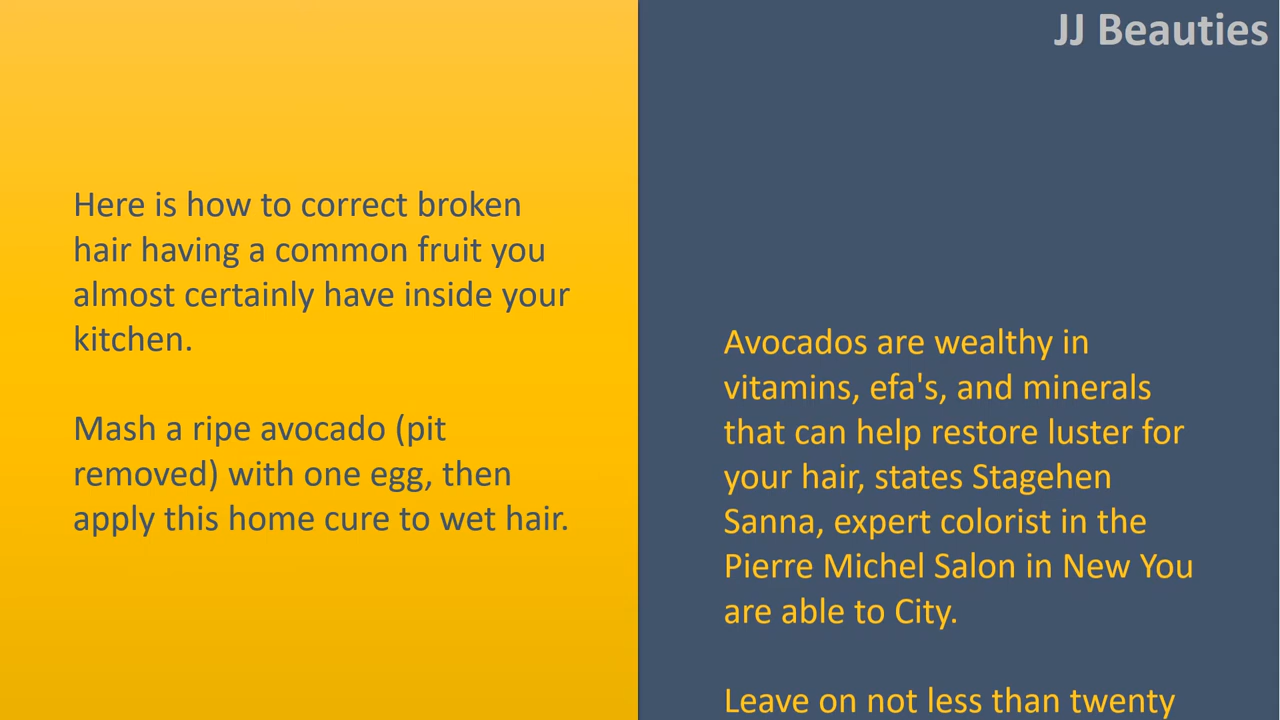 JJ Beauties
Here is how to correct broken
hair having a common fruit you
almost certainly have inside your
kitchen.
Mash a ripe avocado (pit
removed) with one egg, then
apply this home cure to wet hair.
Avocados are wealthy in
vitamins, efa's, and minerals
that can help restore luster for
your hair, states Stagehen
Sanna, expert colorist in the
Pierre Michel Salon in New You
are able to City.
Leave on not less than twenty